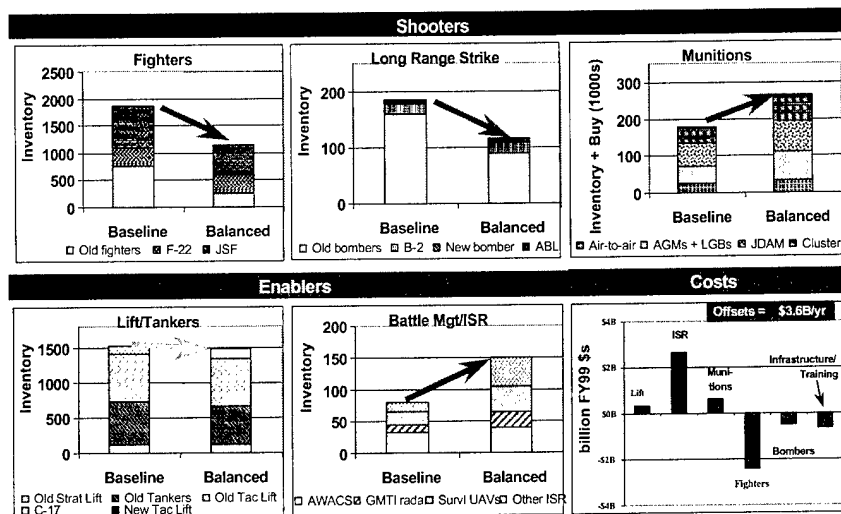 Shooters
Fighters
Inventory
2500
2000
1500
1000
500
0
Baseline Balanced
Old fighters F-22 JSF
Long Range Strike
Inventory
200
100
0
Baseline Balanced
Old bombers B-2 New bomber ABL
Munitions
Inventory + Buy (1000s)
300
200
100
0
Baseline Balanced
Air-to-air AGMs + LGBs JDAM Cluster
Enablers
Lift/Tankers
Inventory
1500
1000
500
0
Baseline Balanced
Old Strat Lift Old Tankers Old Tac Lift
C-17 New Tac Lift
Battle Mgt/ISR
Inventory
200
150
100
50
0
Baseline Balanced
AWACS GMTI rada Survl UAVs Other ISR
Costs
Offsets = $3.6B/yr
billion FY99 $s
$4B
$2B
$0B
-$2B
-$4B
Lift
ISR
Muni-
tions
Fighters
Bombers
Infrastructure/
Training